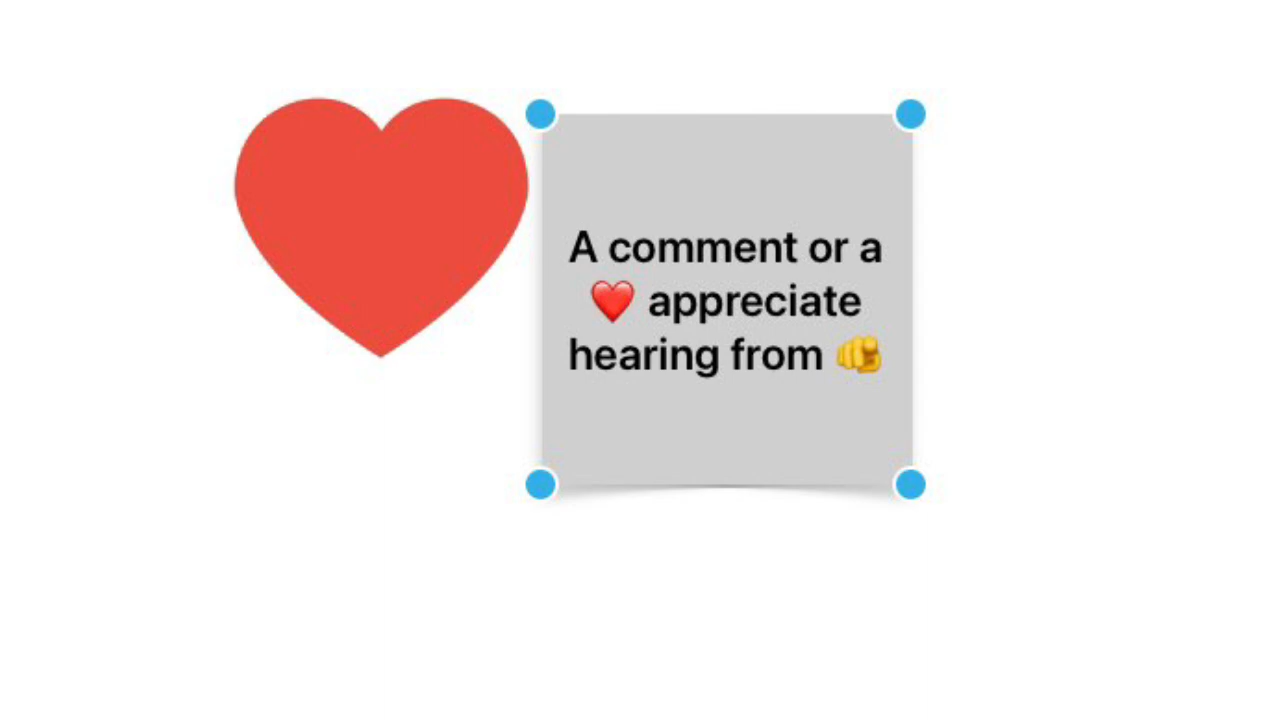 A comment or a
❤️ appreciate
hearing from 🫵